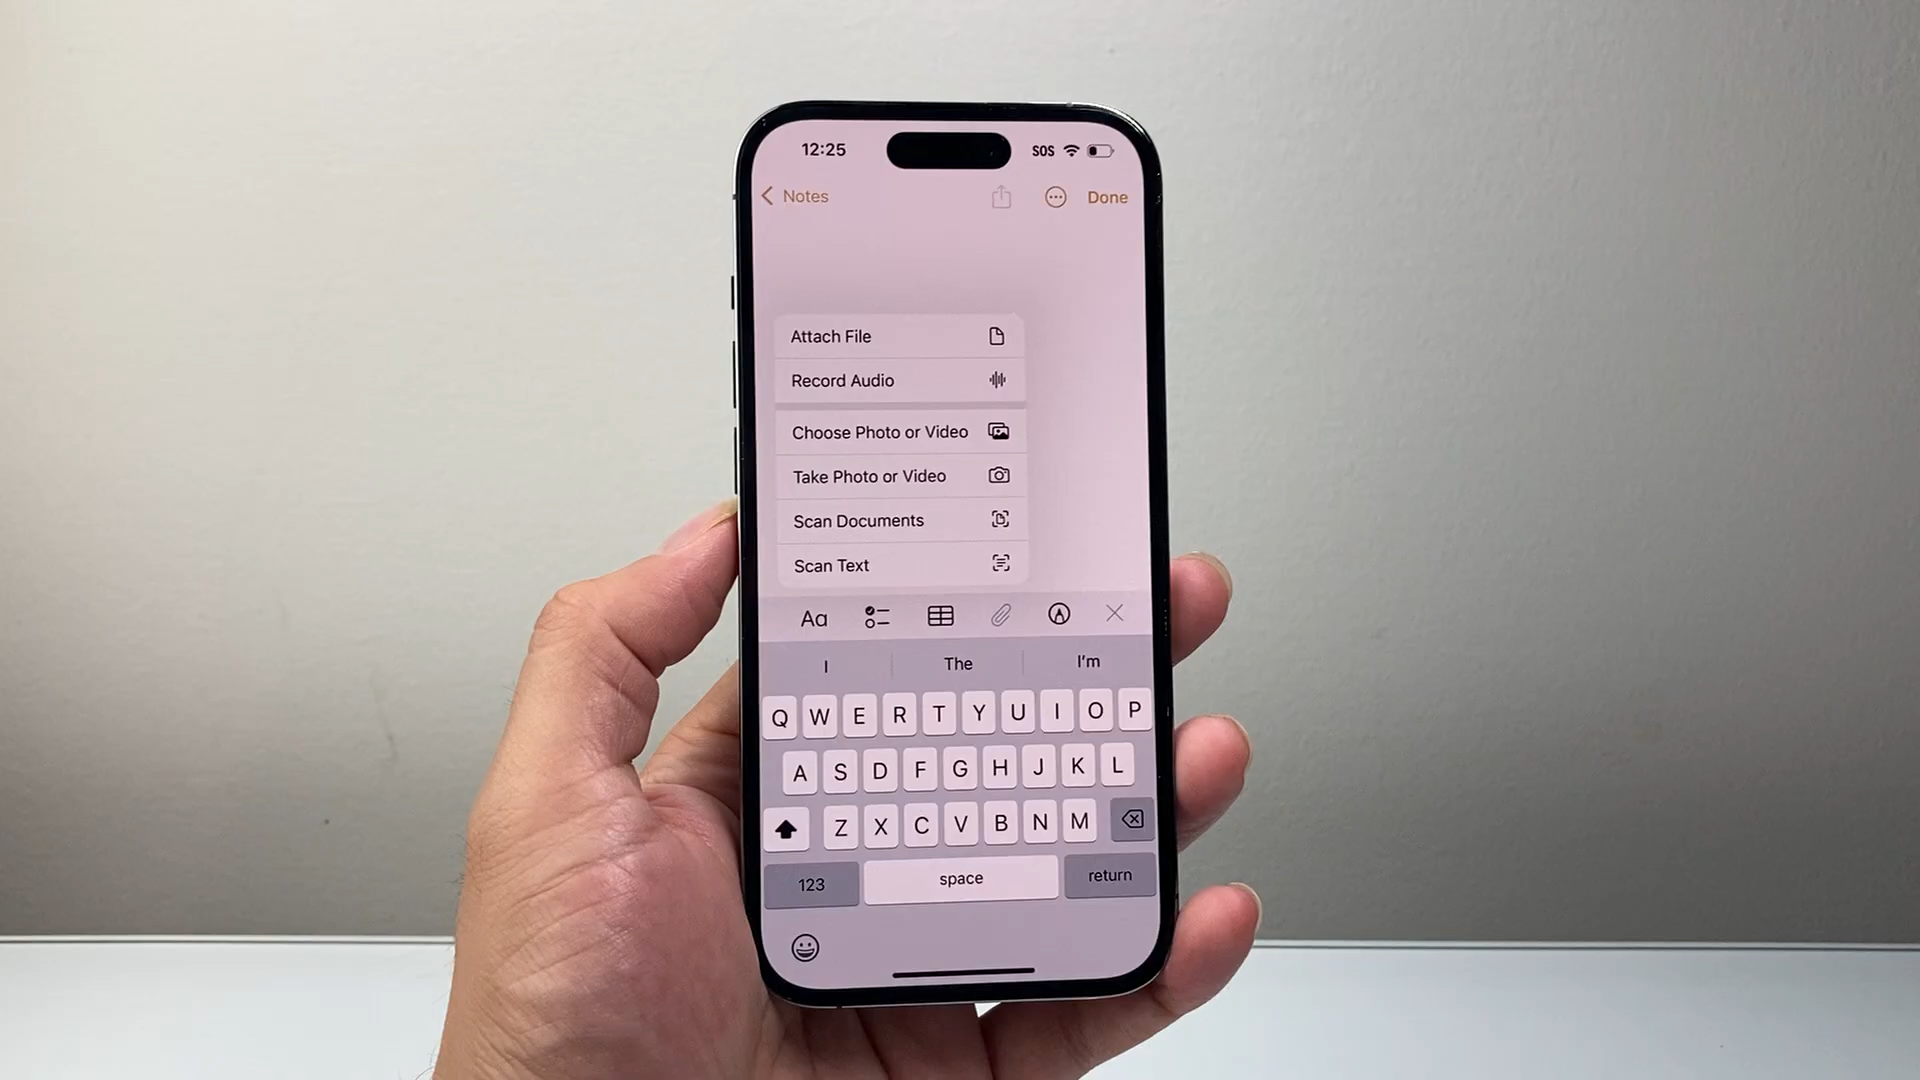 12:25 SOS
Notes Done
Attach File
Record Audio
Choose Photo or Video
Take Photo or Video
Scan Documents
Scan Text
Aa
I The I'm
Q W E R T Y U I O P
A S D F G H J K L
Z X C V B N M
123 space return